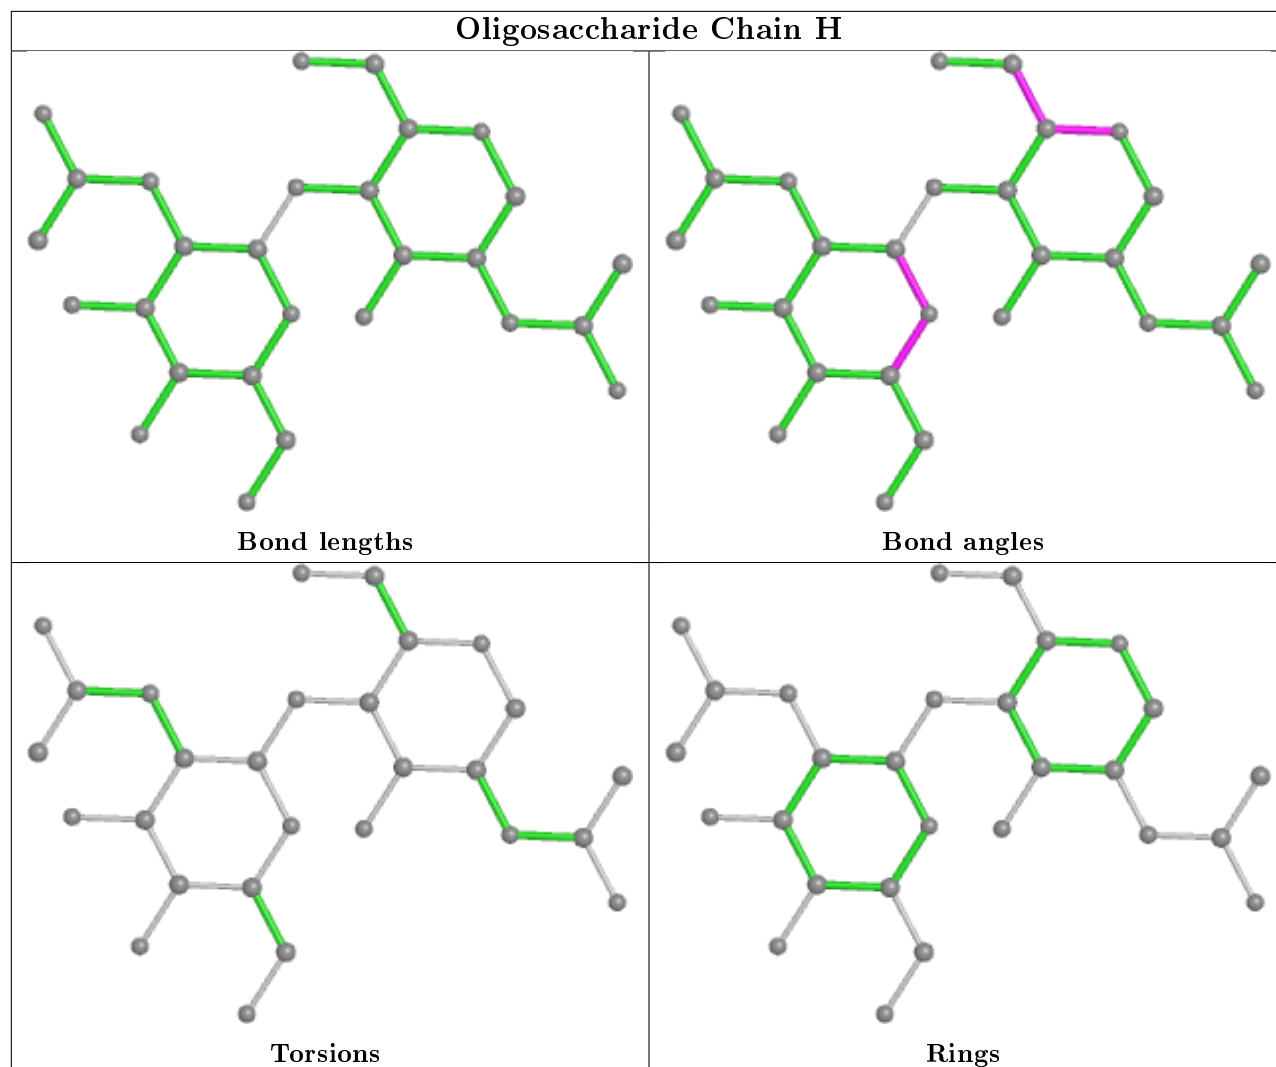 Oligosaccharide Chain H
Bond lengths
Bond angles
Torsions
Rings